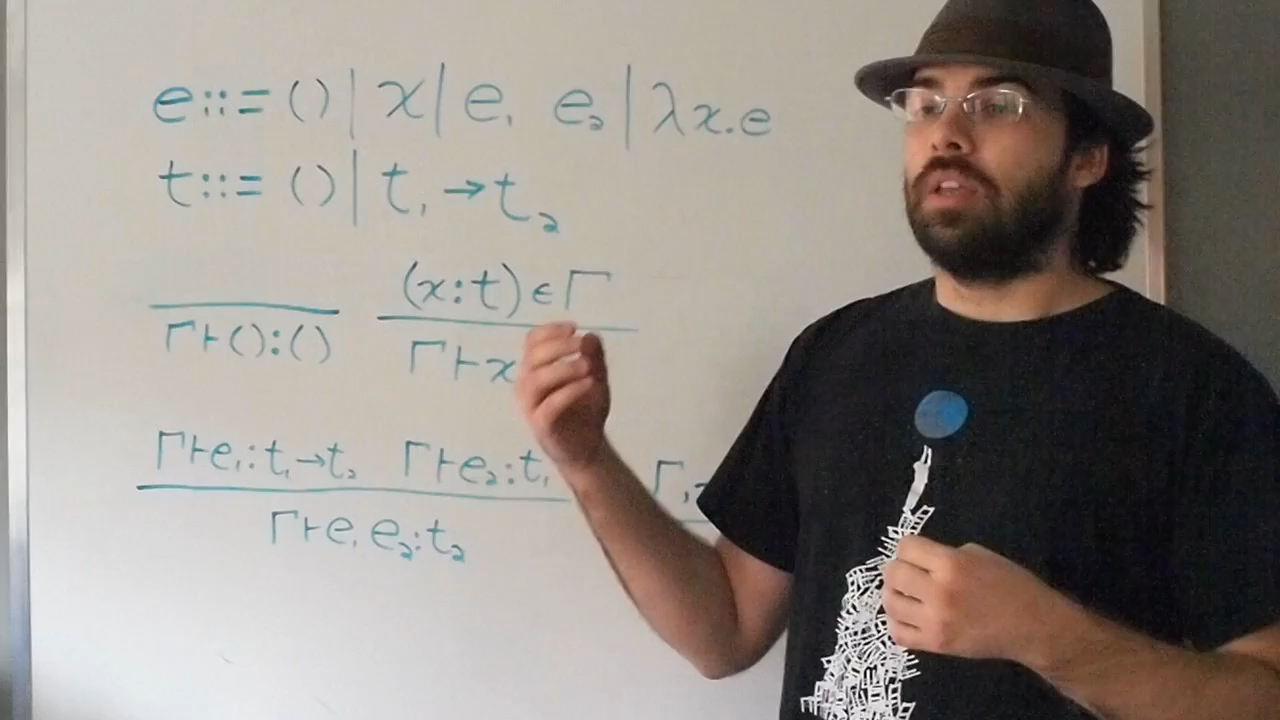 e ::= () | x | e₁ e₂ | λx.e
t ::= () | t₁ → t₂
(x:t) ∈ Γ
Γ ⊢ () : () Γ ⊢ x
Γ ⊢ e₁ : t₁ → t₂ Γ ⊢ e₂ : t₁ Γ,
Γ ⊢ e₁ e₂ : t₂